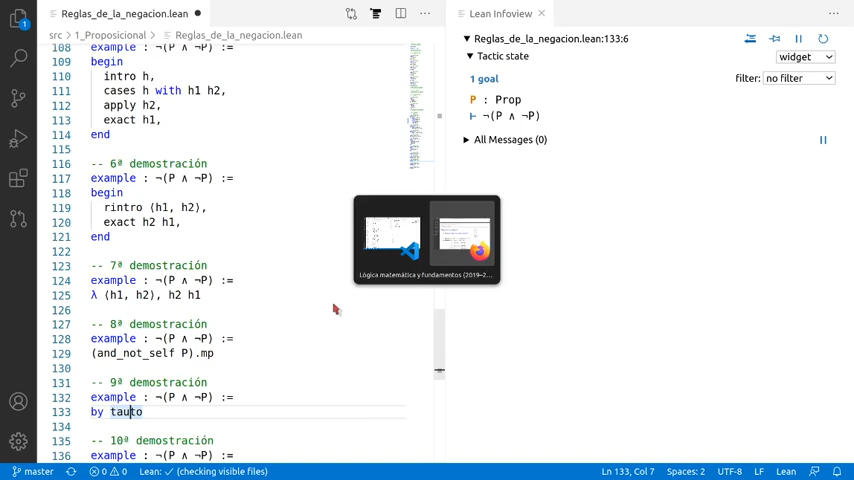 Reglas_de_la_negacion.lean
Lean Infoview
src > 1_Proposicional > Reglas_de_la_negacion.lean
1
108 example : ¬(P ∧ ¬P) :=
109 begin
110 intro h,
111 cases h with h1 h2,
112 apply h2,
113 exact h1,
114 end
115
116 -- 6ª demostración
117 example : ¬(P ∧ ¬P) :=
118 begin
119 rintro ⟨h1, h2⟩,
120 exact h2 h1,
121 end
122
123 -- 7ª demostración
124 example : ¬(P ∧ ¬P) :=
125 λ ⟨h1, h2⟩, h2 h1
126
127 -- 8ª demostración
128 example : ¬(P ∧ ¬P) :=
129 (and_not_self P).mp
130
131 -- 9ª demostración
132 example : ¬(P ∧ ¬P) :=
133 by tauto
134
135 -- 10ª demostración
136 example : ¬(P ∧ ¬P) :=
Reglas_de_la_negacion.lean:133:6
Tactic state
widget
1 goal
filter: no filter
P : Prop
⊢ ¬(P ∧ ¬P)
All Messages (0)
Lógica matemática y fundamentos (2019–2...
master
0 0
Lean: ✓ (checking visible files)
Ln 133, Col 7
Spaces: 2
UTF-8
LF
Lean